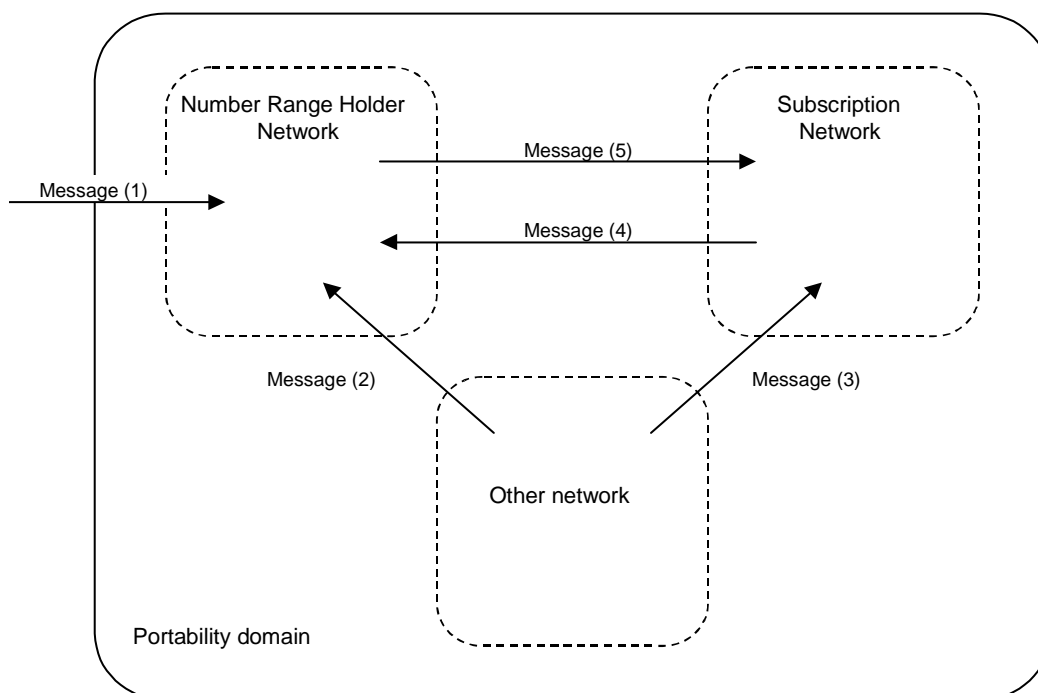 Number Range Holder
Network
Subscription
Network
Message (5)
Message (1)
Message (4)
Message (2)
Message (3)
Other network
Portability domain